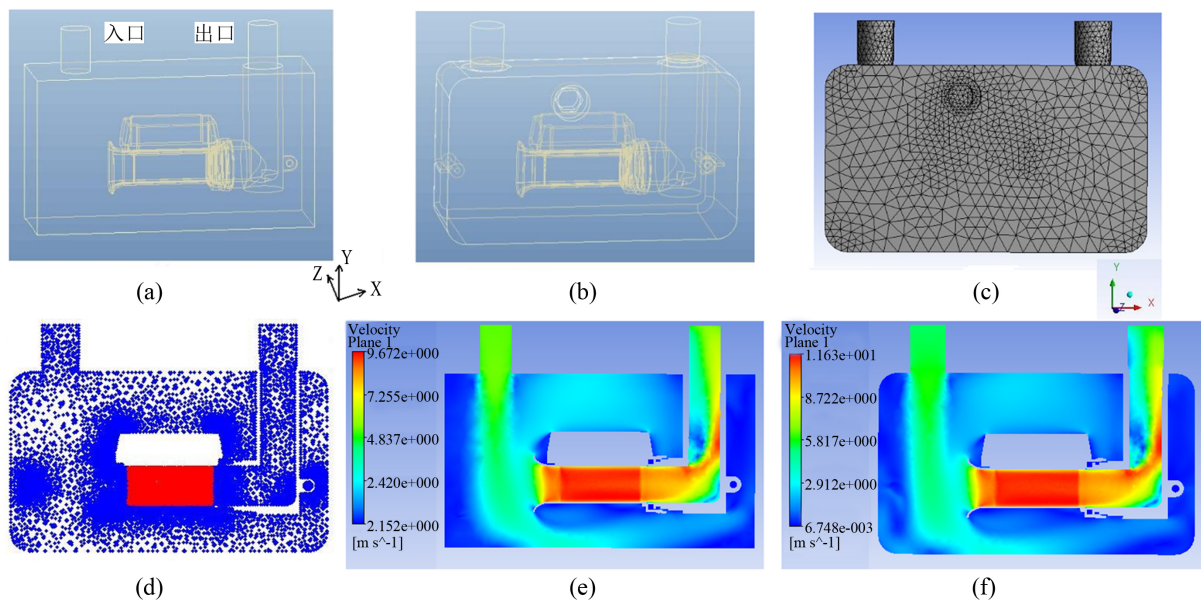 入口 出口
Y
Z
X
(a)
(b)
(c)
Y
Z
X
Velocity
Plane 1
9.672e+000
7.255e+000
4.837e+000
2.420e+000
2.152e+000
[m s^-1]
Velocity
Plane 1
1.163e+001
8.722e+000
5.817e+000
2.912e+000
6.748e-003
[m s^-1]
(d)
(e)
(f)